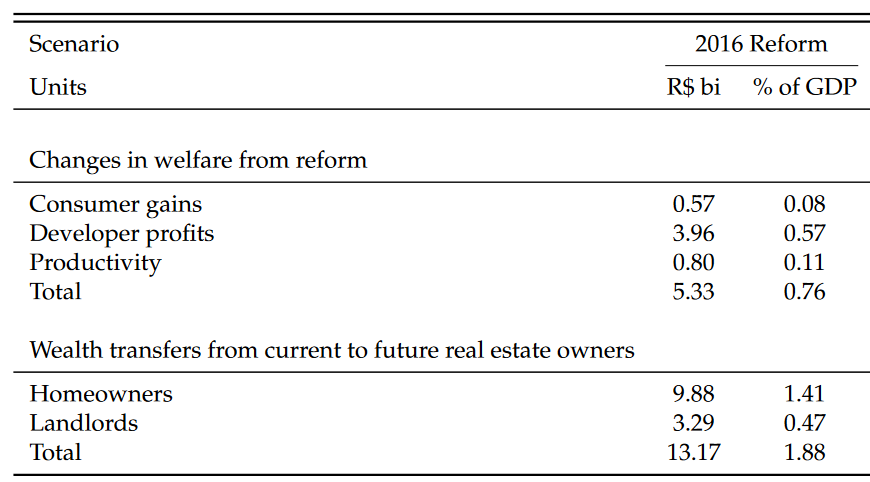 Scenario 2016 Reform
Units R$ bi % of GDP
Changes in welfare from reform
Consumer gains 0.57 0.08
Developer profits 3.96 0.57
Productivity 0.80 0.11
Total 5.33 0.76
Wealth transfers from current to future real estate owners
Homeowners 9.88 1.41
Landlords 3.29 0.47
Total 13.17 1.88